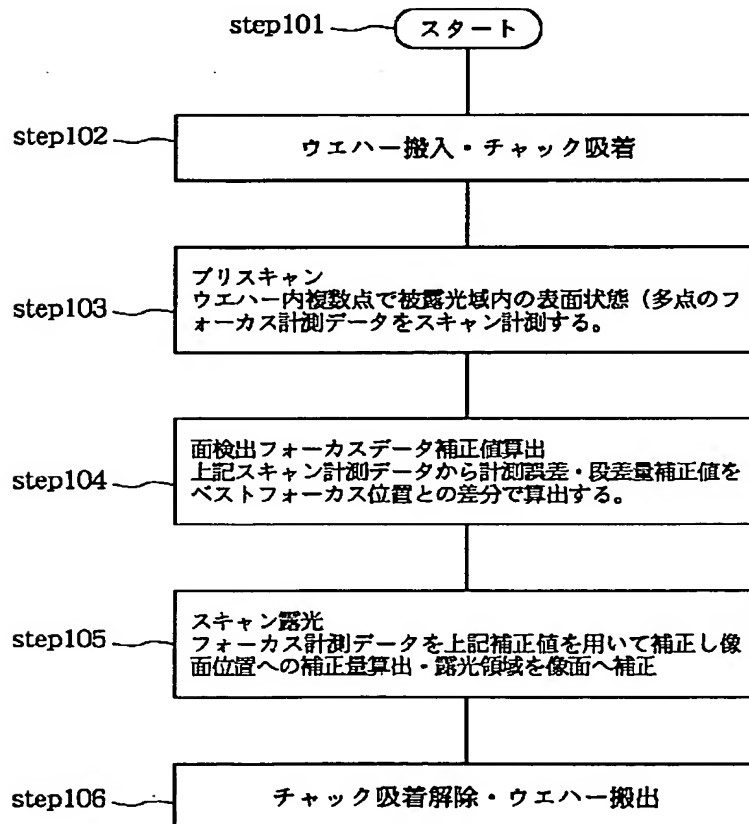 step101
スタート
step102
ウエハー搬入・チャック吸着
step103
プリスキャン
ウエハー内複数点で被露光域内の表面状態（多点のフ
ォーカス計測データをスキャン計測する。
step104
面検出フォーカスデータ補正値算出
上記スキャン計測データから計測誤差・段差量補正値を
ベストフォーカス位置との差分で算出する。
step105
スキャン露光
フォーカス計測データを上記補正値を用いて補正し像
面位置への補正量算出・露光領域を像面へ補正
step106
チャック吸着解除・ウエハー搬出